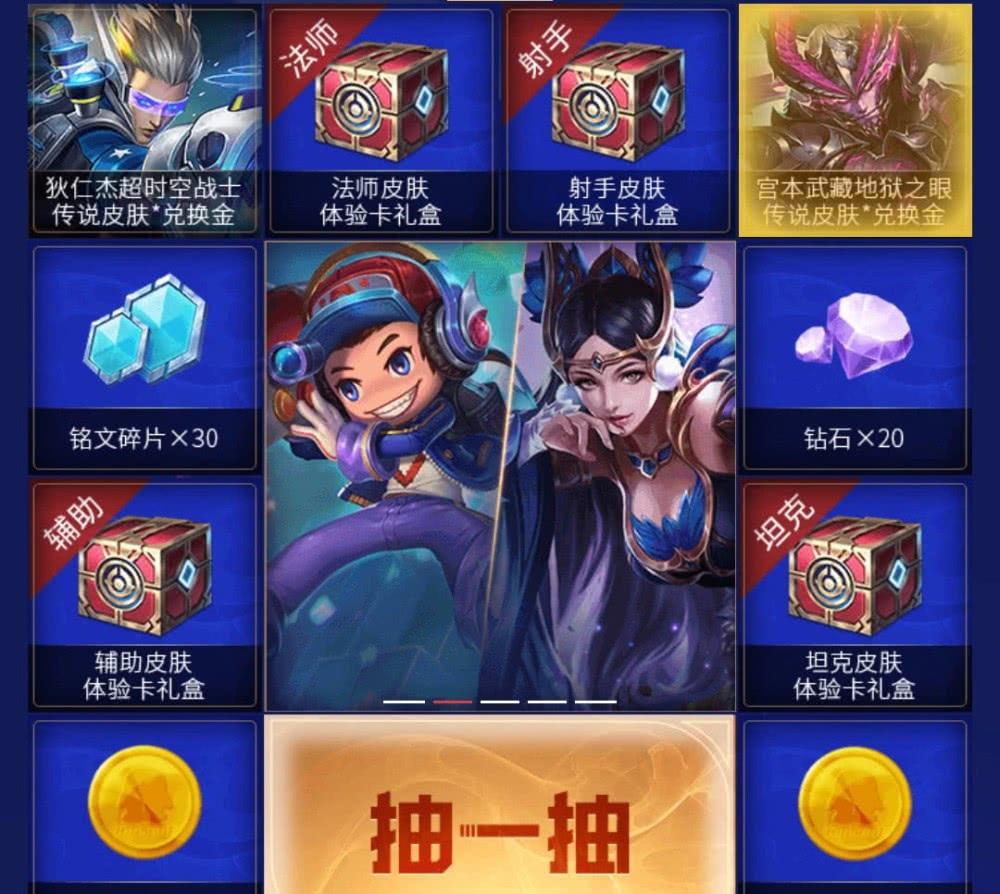 法师
射手
狄仁杰超时空战士
传说皮肤*兑换金
法师皮肤
体验卡礼盒
射手皮肤
体验卡礼盒
宫本武藏地狱之眼
传说皮肤*兑换金
铭文碎片×30
钻石×20
辅助
坦克
辅助皮肤
体验卡礼盒
坦克皮肤
体验卡礼盒
抽一抽